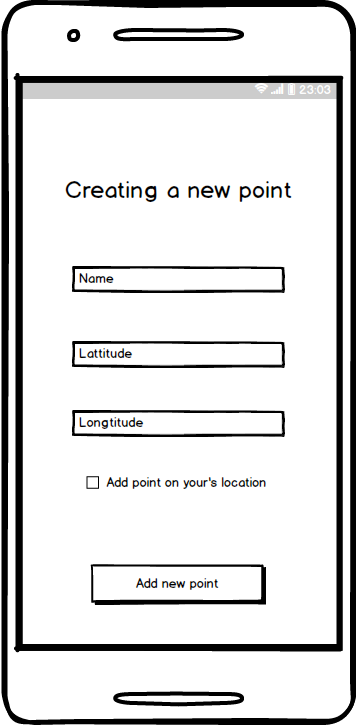 23:03
Creating a new point
Name
Lattitude
Longtitude
Add point on your's location
Add new point